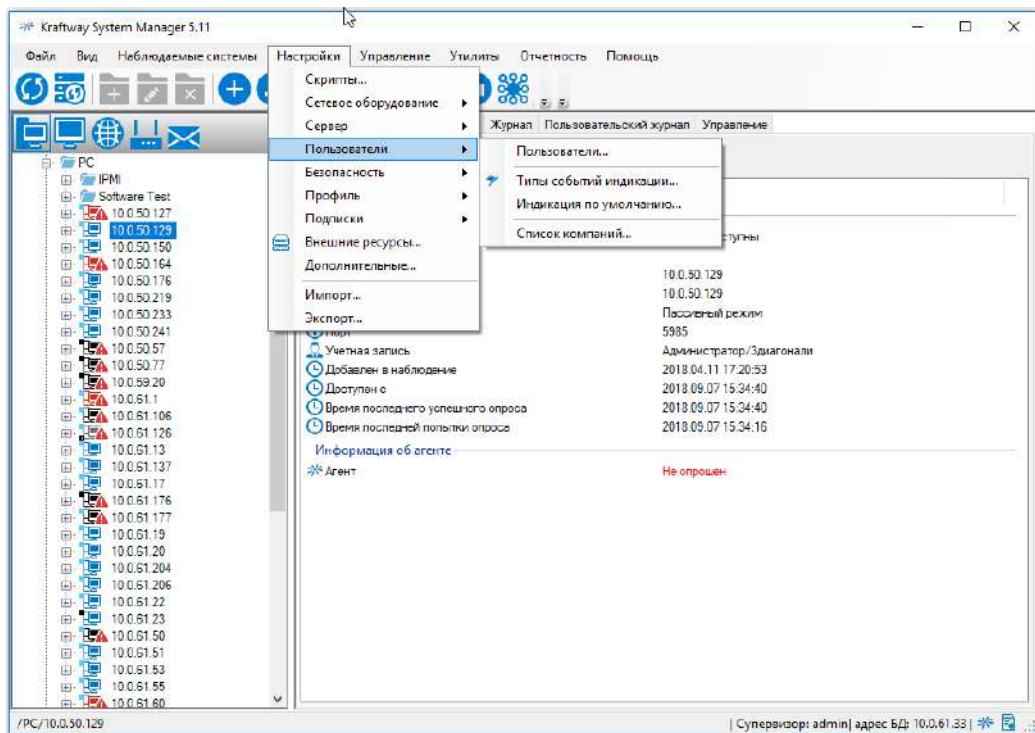 Kraftway System Manager 5.11
Файл Вид Наблюдаемые системы Настройки Управление Утилиты Отчетность Помощь
Скрипты...
Сетевое оборудование
Сервер
Пользователи
Безопасность
Профиль
Подписки
Внешние ресурсы...
Дополнительные...
Импорт...
Экспорт...
Журнал Пользовательский журнал Управление
Пользователи...
Типы событий индикации...
Индикация по умолчанию...
Список компаний...
PC
IPMI
Software Test
10.0.50.127
10.0.50.129
10.0.50.150
10.0.50.164
10.0.50.176
10.0.50.219
10.0.50.233
10.0.50.241
10.0.50.57
10.0.50.77
10.0.59.20
10.0.61.1
10.0.61.106
10.0.61.126
10.0.61.13
10.0.61.137
10.0.61.17
10.0.61.176
10.0.61.177
10.0.61.19
10.0.61.20
10.0.61.204
10.0.61.206
10.0.61.22
10.0.61.23
10.0.61.50
10.0.61.51
10.0.61.53
10.0.61.55
10.0.61.60
10.0.50.129
10.0.50.129
Пассивный режим
5985
Учетная запись Администратор/Здиагонали
Добавлен в наблюдение 2018.04.11 17:20:53
Доступен с 2018.09.07 15:34:40
Время последнего успешного опроса 2018.09.07 15:34:40
Время последней попытки опроса 2018.09.07 15:34:16
Информация об агенте
Агент Не опрошен
/PC/10.0.50.129
| Супервизор: admin| адрес БД: 10.0.61.33|